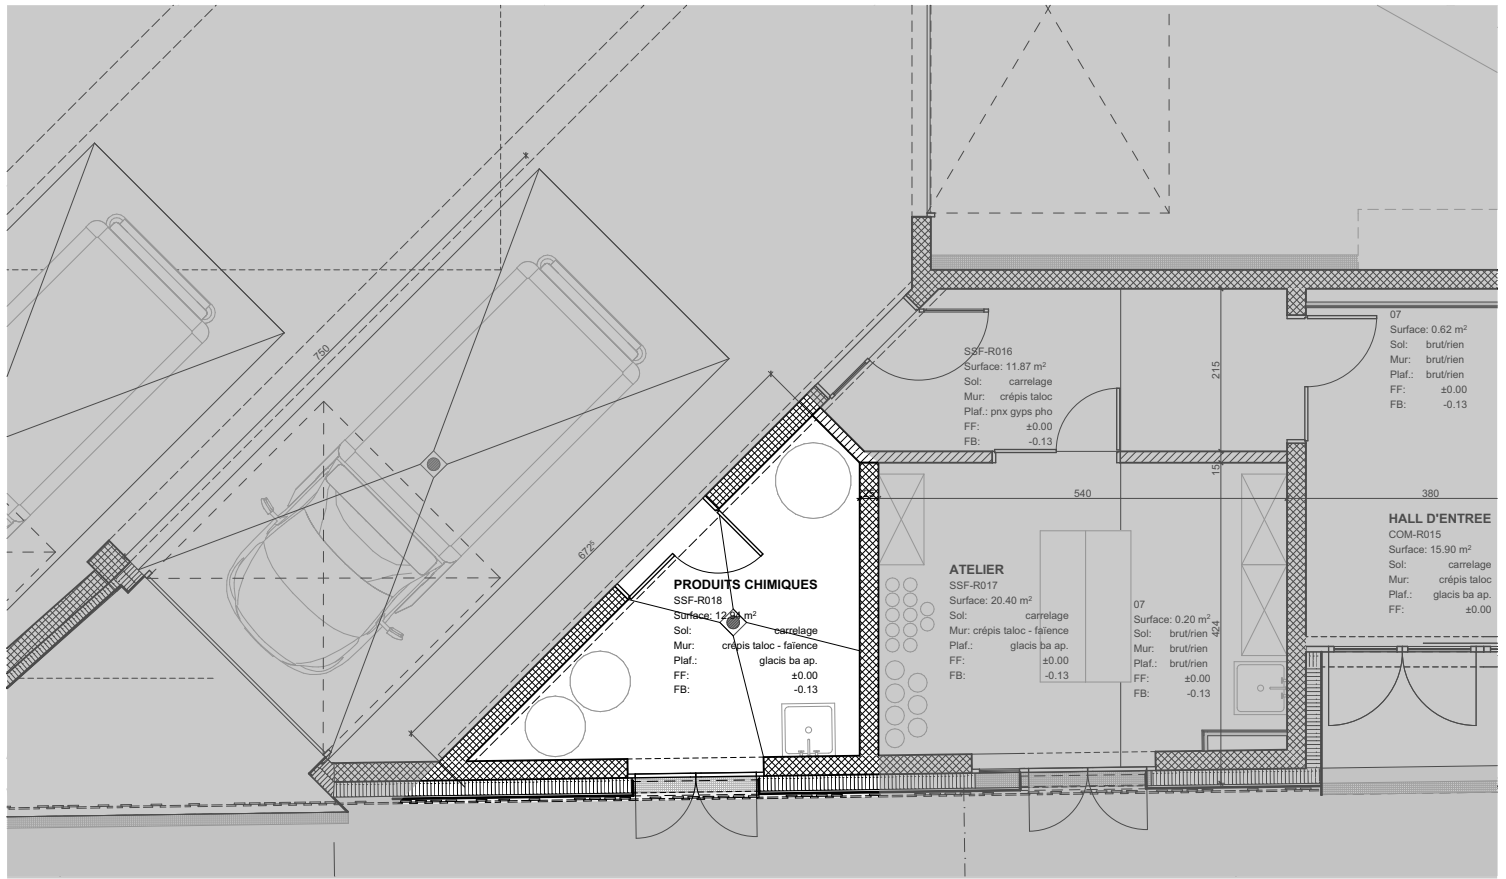 750
672⁵
SSF-R016
Surface: 11.87 m²
Sol: carrelage
Mur: crépis taloc
Plaf.: pnx gyps pho
FF: ±0.00
FB: -0.13
215
07
Surface: 0.62 m²
Sol: brut/rien
Mur: brut/rien
Plaf.: brut/rien
FF: ±0.00
FB: -0.13
15
25
540
380
PRODUITS CHIMIQUES
SSF-R018
Surface: 12.94 m²
Sol: carrelage
Mur: crépis taloc - faïence
Plaf.: glacis ba ap.
FF: ±0.00
FB: -0.13
ATELIER
SSF-R017
Surface: 20.40 m²
Sol: carrelage
Mur: crépis taloc - faïence
Plaf.: glacis ba ap.
FF: ±0.00
FB: -0.13
07
Surface: 0.20 m²
Sol: brut/rien
Mur: brut/rien
Plaf.: brut/rien
FF: ±0.00
FB: -0.13
424
HALL D'ENTREE
COM-R015
Surface: 15.90 m²
Sol: carrelage
Mur: crépis taloc
Plaf.: glacis ba ap.
FF: ±0.00